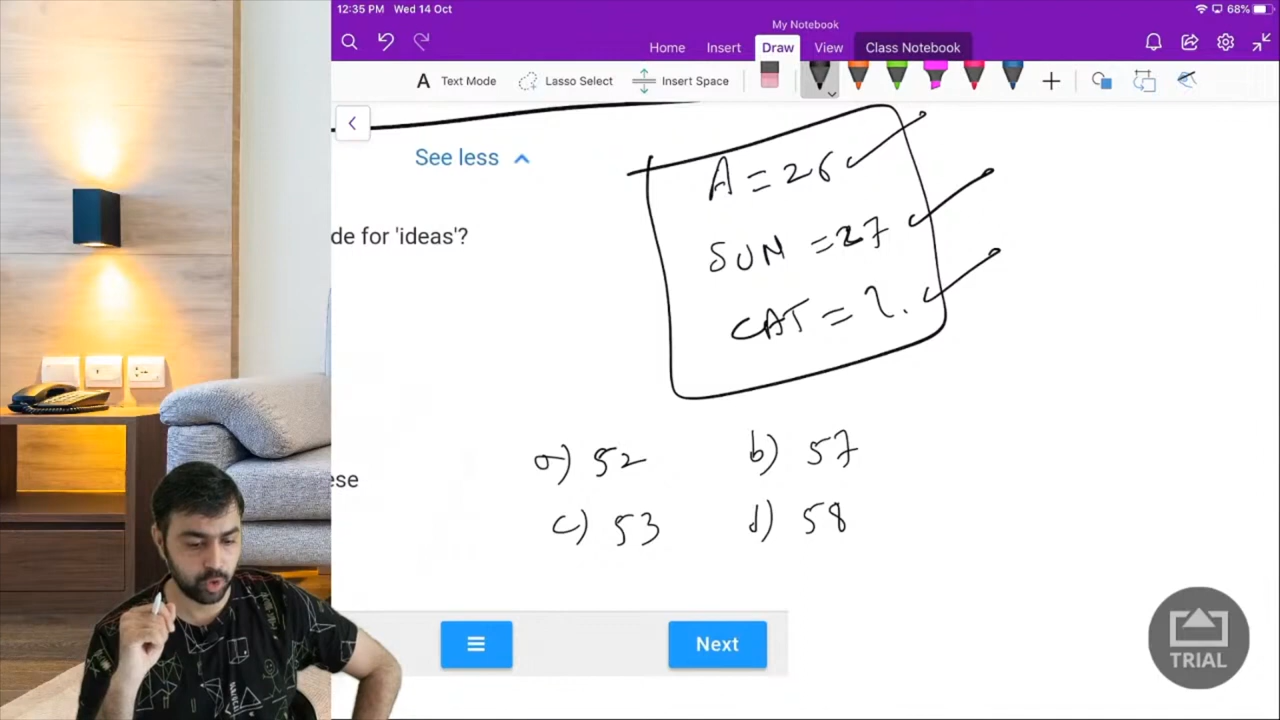 12:35 PM Wed 14 Oct
68%
My Notebook
Home Insert Draw View Class Notebook
A Text Mode Lasso Select Insert Space
See less
A = 26
SUN = 27
de for 'ideas'?
CAT = ?.
a) 52 b) 57
ese
c) 53 d) 58
Next
TRIAL